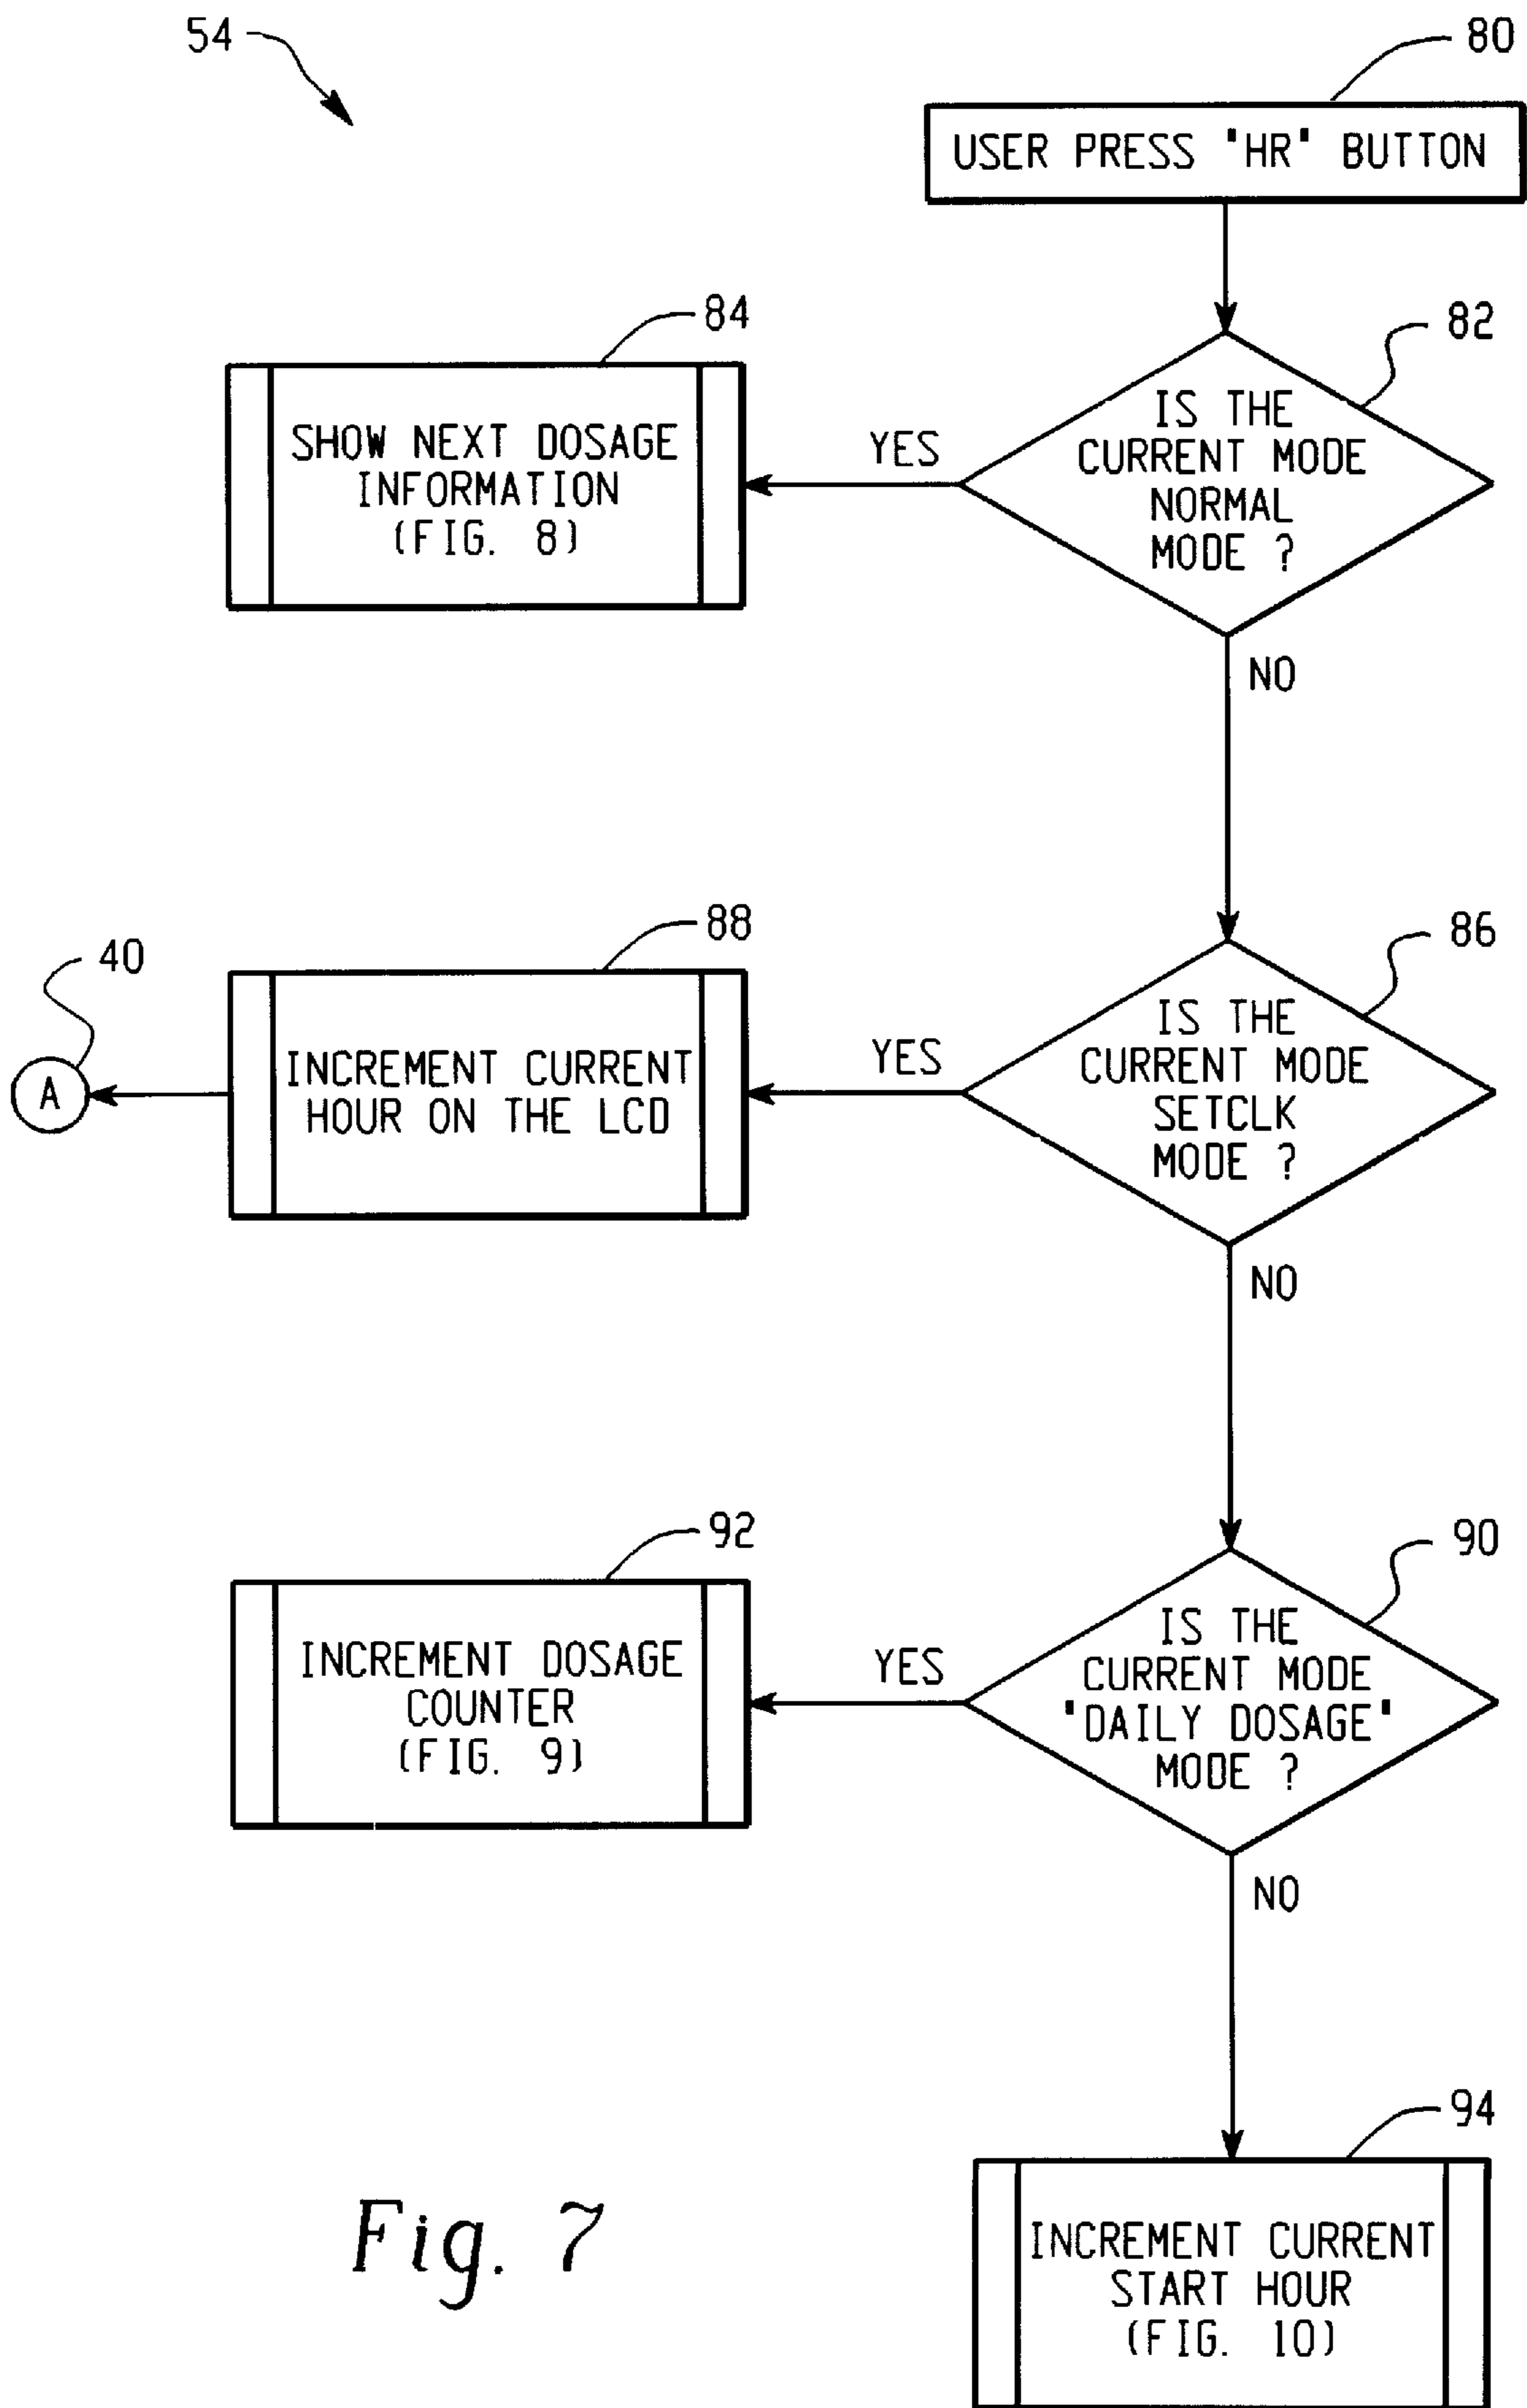 54
80
USER PRESS "HR" BUTTON
84
82
SHOW NEXT DOSAGE
INFORMATION
(FIG. 8)
YES
IS THE
CURRENT MODE
NORMAL
MODE ?
NO
40
A
88
86
INCREMENT CURRENT
HOUR ON THE LCD
YES
IS THE
CURRENT MODE
SETCLK
MODE ?
NO
92
90
INCREMENT DOSAGE
COUNTER
(FIG. 9)
YES
IS THE
CURRENT MODE
"DAILY DOSAGE"
MODE ?
NO
94
INCREMENT CURRENT
START HOUR
(FIG. 10)
Fig. 7